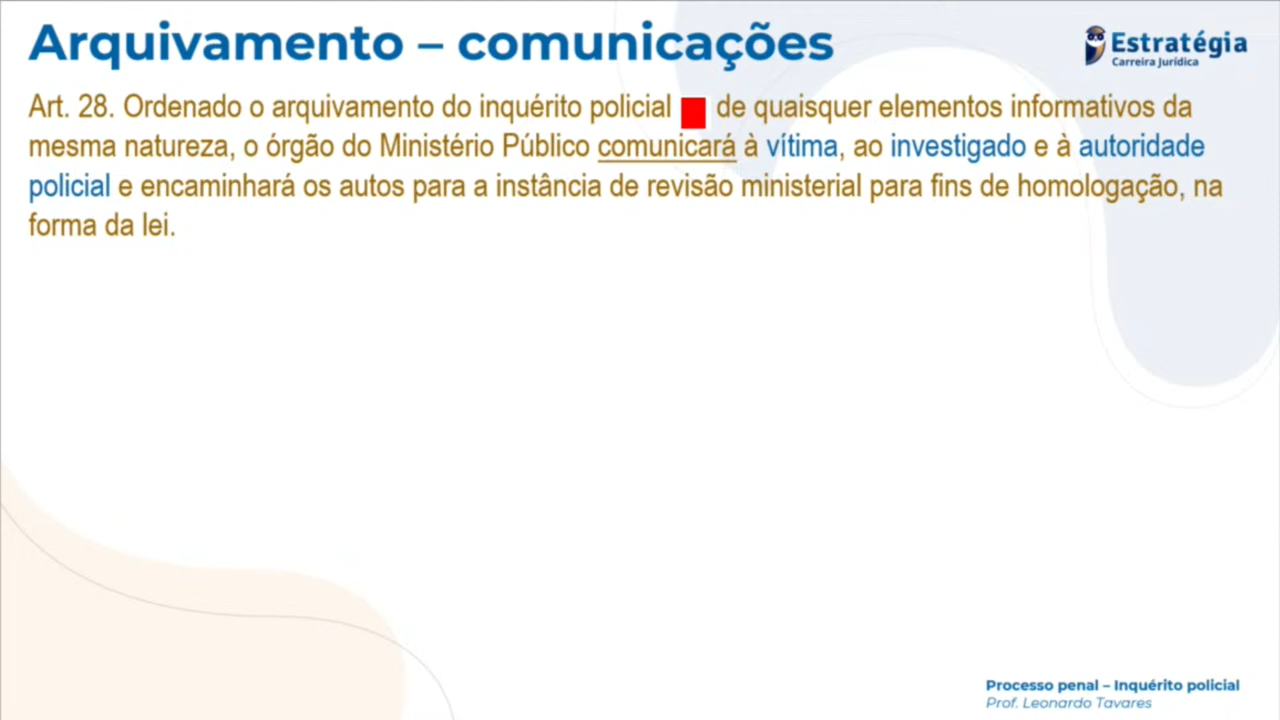 Arquivamento – comunicações
Estratégia
Carreira Jurídica
Art. 28. Ordenado o arquivamento do inquérito policial de quaisquer elementos informativos da
mesma natureza, o órgão do Ministério Público comunicará à vítima, ao investigado e à autoridade
policial e encaminhará os autos para a instância de revisão ministerial para fins de homologação, na
forma da lei.
Processo penal – Inquérito policial
Prof. Leonardo Tavares